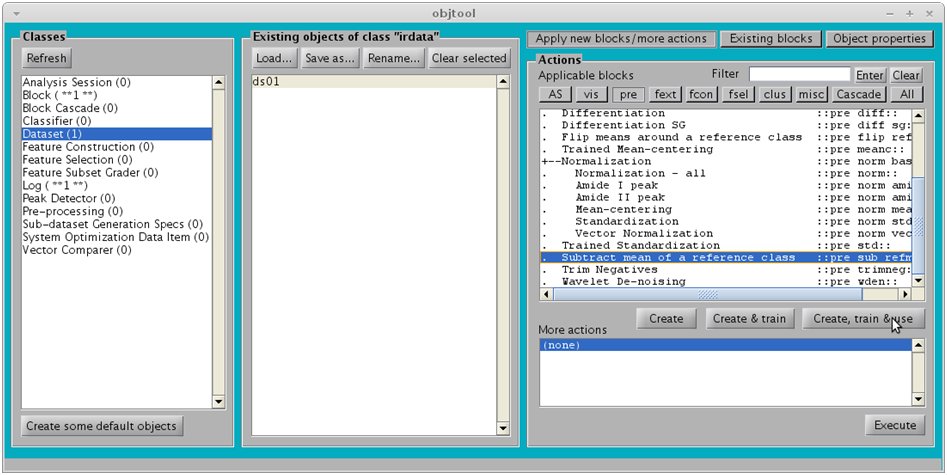 objtool
Classes
Refresh
Analysis Session (0)
Block ( **1 **)
Block Cascade (0)
Classifier (0)
Dataset (1)
Feature Construction (0)
Feature Selection (0)
Feature Subset Grader (0)
Log ( **1 **)
Peak Detector (0)
Pre-processing (0)
Sub-dataset Generation Specs (0)
System Optimization Data Item (0)
Vector Comparer (0)
Create some default objects
Existing objects of class "irdata"
Load... Save as... Rename... Clear selected
ds01
Apply new blocks/more actions Existing blocks Object properties
Actions
Applicable blocks Filter Enter Clear
AS vis pre fext fcon fsel clus misc Cascade All
. Differentiation ::pre diff::
. Differentiation SG ::pre diff sg:
. Flip means around a reference class ::pre flip ref
. Trained Mean-centering ::pre meanc::
+--Normalization ::pre norm bas
. Normalization - all ::pre norm::
. Amide I peak ::pre norm ami
. Amide II peak ::pre norm ami
. Mean-centering ::pre norm mea
. Standardization ::pre norm std
. Vector Normalization ::pre norm vec
. Trained Standardization ::pre std::
. Subtract mean of a reference class ::pre sub refm
. Trim Negatives ::pre trimneg:
. Wavelet De-noising ::pre wden::
Create Create & train Create, train & use
More actions
(none)
Execute